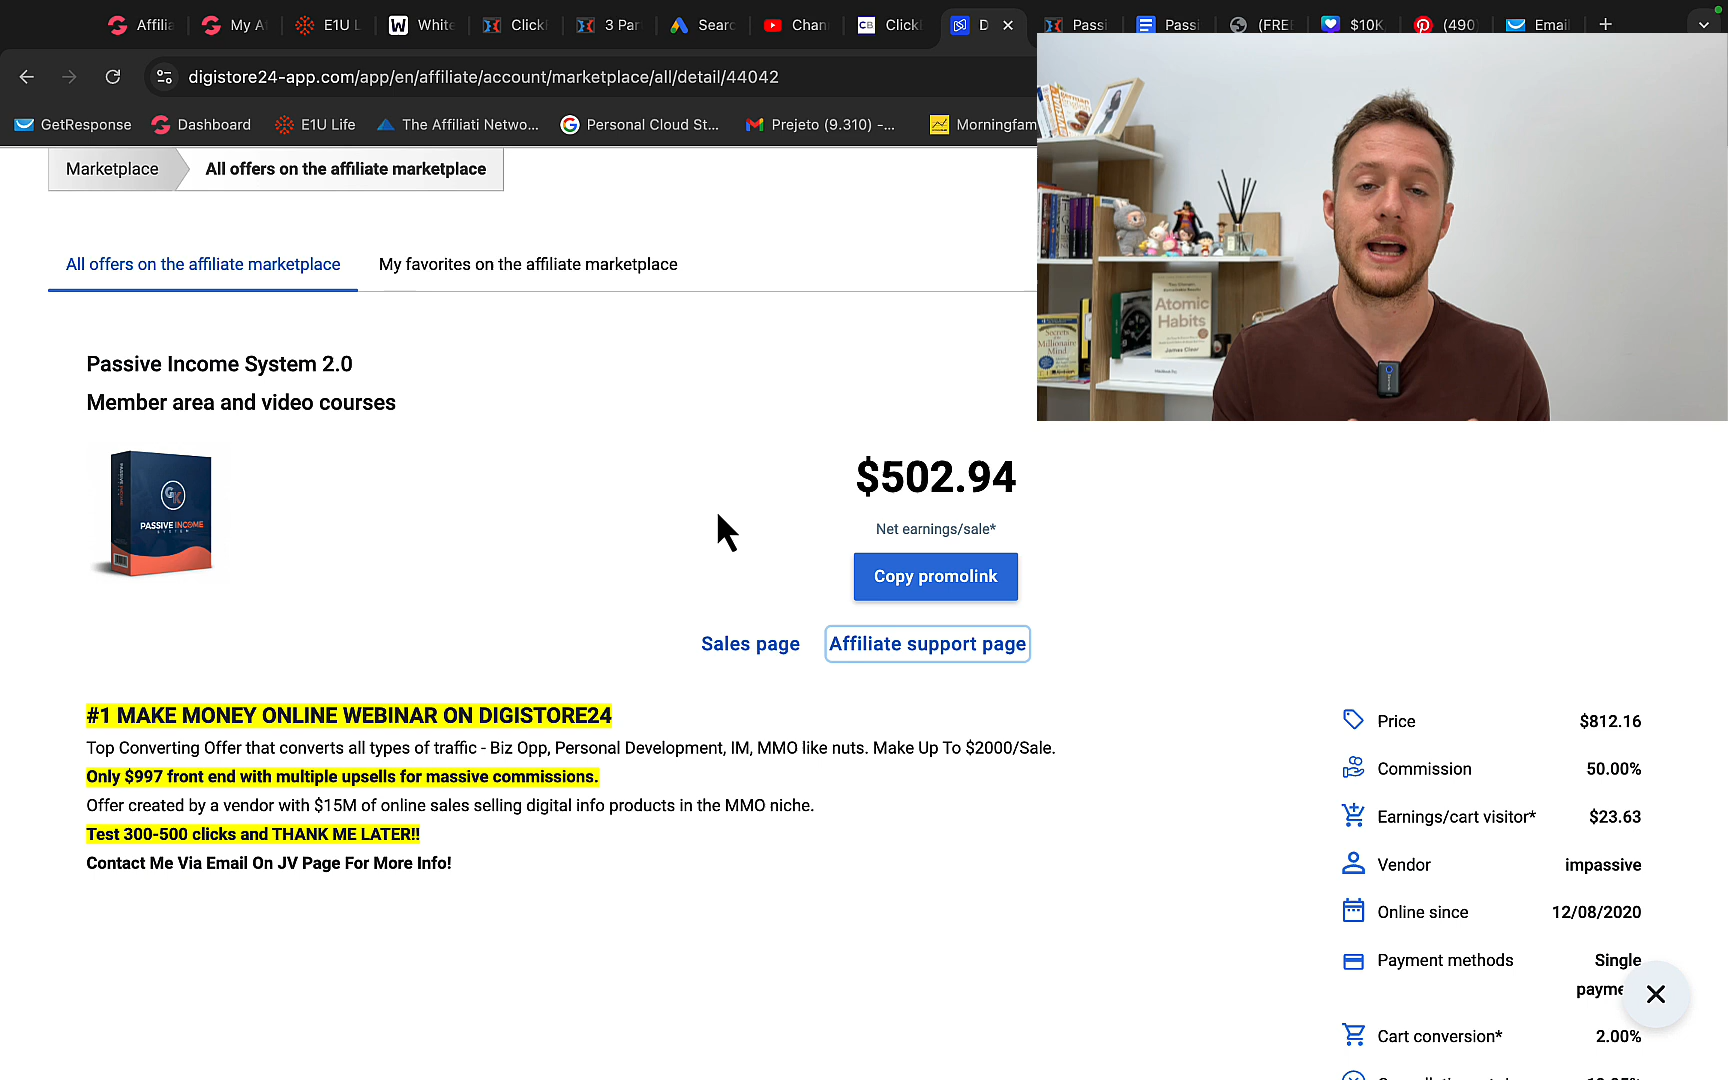 Affilia
My A
E1U L
White
Click
3 Par
Sear
Chan
Click
D
Passi
Passi
(FREE
$10K
(490)
Email
digistore24-app.com/app/en/affiliate/account/marketplace/all/detail/44042
GetResponse
Dashboard
E1U Life
The Affiliati Netwo...
Personal Cloud St...
Prejeto (9.310) -...
Morningfam
Marketplace
All offers on the affiliate marketplace
All offers on the affiliate marketplace
My favorites on the affiliate marketplace
Atomic
Habits
James Clear
Secrets
Millionaire
Mind
Passive Income System 2.0
Member area and video courses
GK
PASSIVE INCOME
SYSTEM
$502.94
Net earnings/sale*
Copy promolink
Sales page
Affiliate support page
#1 MAKE MONEY ONLINE WEBINAR ON DIGISTORE24
Top Converting Offer that converts all types of traffic - Biz Opp, Personal Development, IM, MMO like nuts. Make Up To $2000/Sale.
Only $997 front end with multiple upsells for massive commissions.
Offer created by a vendor with $15M of online sales selling digital info products in the MMO niche.
Test 300-500 clicks and THANK ME LATER!!
Contact Me Via Email On JV Page For More Info!
Price $812.16
Commission 50.00%
Earnings/cart visitor* $23.63
Vendor impassive
Online since 12/08/2020
Payment methods Single
payme
Cart conversion* 2.00%